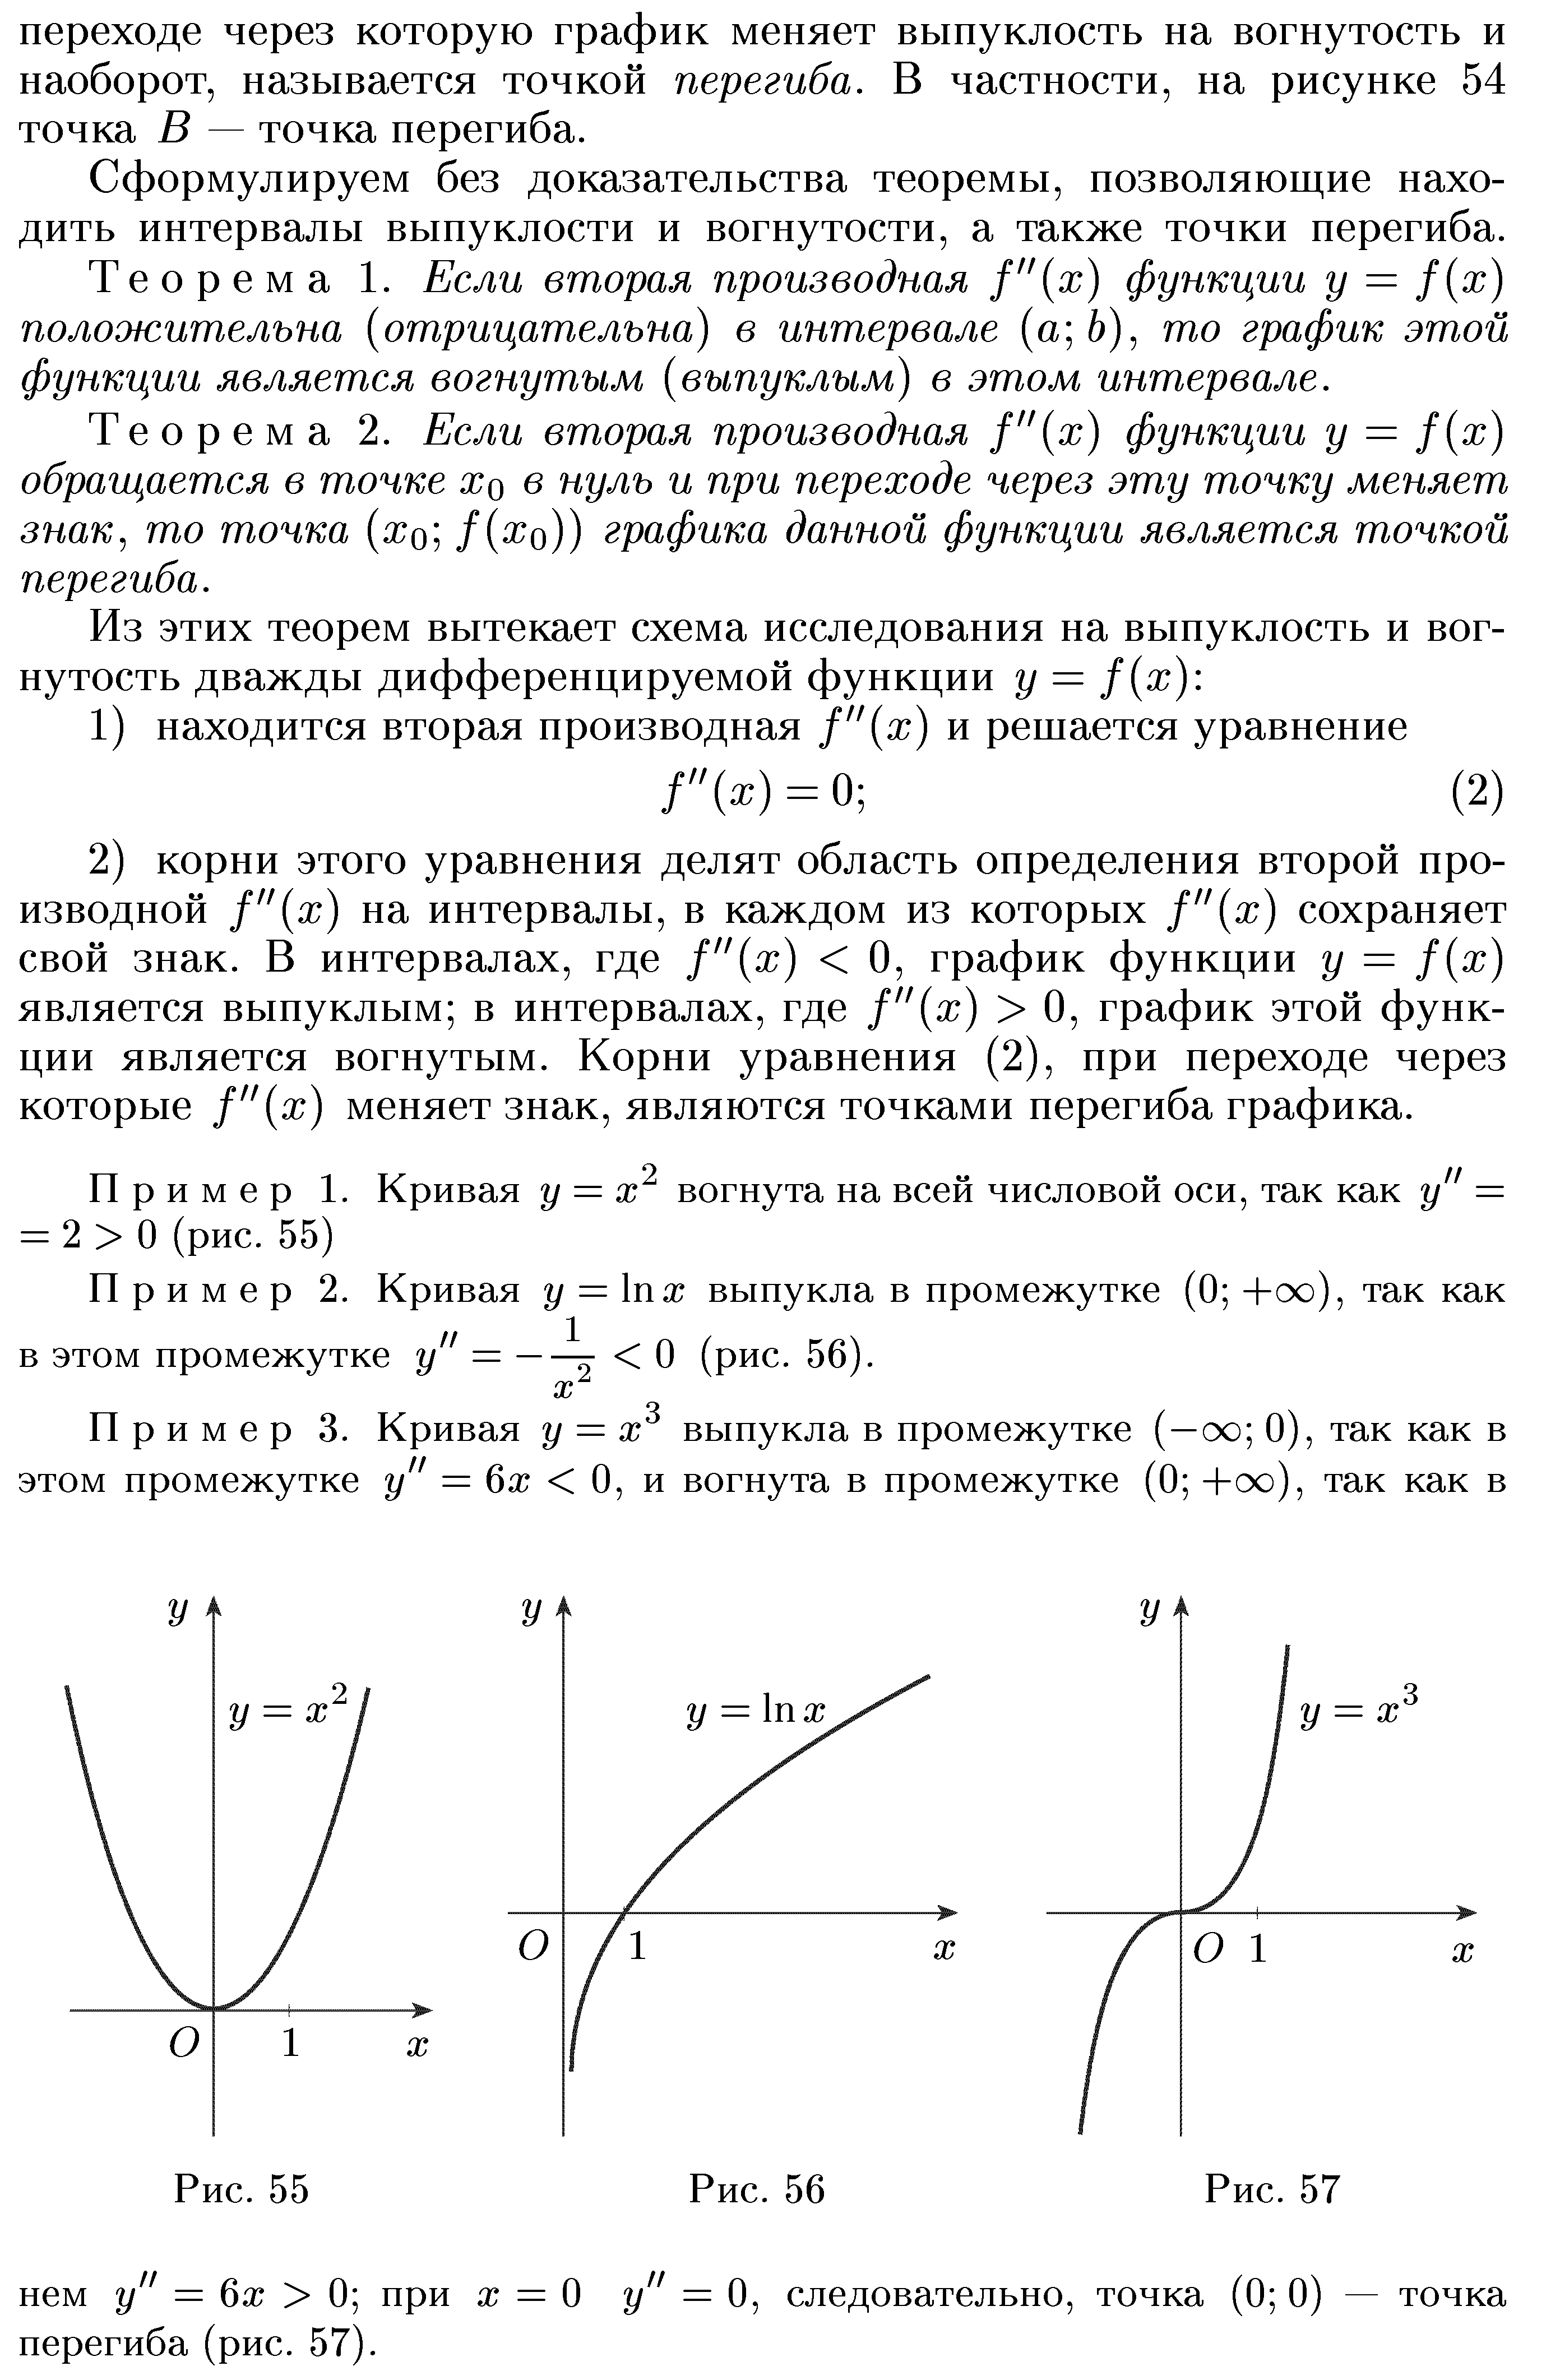 переходе через которую график меняет выпуклость на вогнутость и
наоборот, называется точкой перегиба. В частности, на рисунке 54
точка B — точка перегиба.
Сформулируем без доказательства теоремы, позволяющие нахо-
дить интервалы выпуклости и вогнутости, а также точки перегиба.
Теорема 1. Если вторая производная f″(x) функции y = f(x)
положительна (отрицательна) в интервале (a; b), то график этой
функции является вогнутым (выпуклым) в этом интервале.
Теорема 2. Если вторая производная f″(x) функции y = f(x)
обращается в точке x₀ в нуль и при переходе через эту точку меняет
знак, то точка (x₀; f(x₀)) графика данной функции является точкой
перегиба.
Из этих теорем вытекает схема исследования на выпуклость и вог-
нутость дважды дифференцируемой функции y = f(x):
1) находится вторая производная f″(x) и решается уравнение
f″(x) = 0; (2)
2) корни этого уравнения делят область определения второй про-
изводной f″(x) на интервалы, в каждом из которых f″(x) сохраняет
свой знак. В интервалах, где f″(x) < 0, график функции y = f(x)
является выпуклым; в интервалах, где f″(x) > 0, график этой функ-
ции является вогнутым. Корни уравнения (2), при переходе через
которые f″(x) меняет знак, являются точками перегиба графика.
Пример 1. Кривая y = x² вогнута на всей числовой оси, так как y″ =
= 2 > 0 (рис. 55)
Пример 2. Кривая y = ln x выпукла в промежутке (0; +∞), так как
в этом промежутке y″ = −1/x² < 0 (рис. 56).
Пример 3. Кривая y = x³ выпукла в промежутке (−∞; 0), так как в
этом промежутке y″ = 6x < 0, и вогнута в промежутке (0; +∞), так как в
y
y = x²
O 1 x
Рис. 55
y
y = ln x
O 1 x
Рис. 56
y
y = x³
O 1 x
Рис. 57
нем y″ = 6x > 0; при x = 0 y″ = 0, следовательно, точка (0; 0) — точка
перегиба (рис. 57).